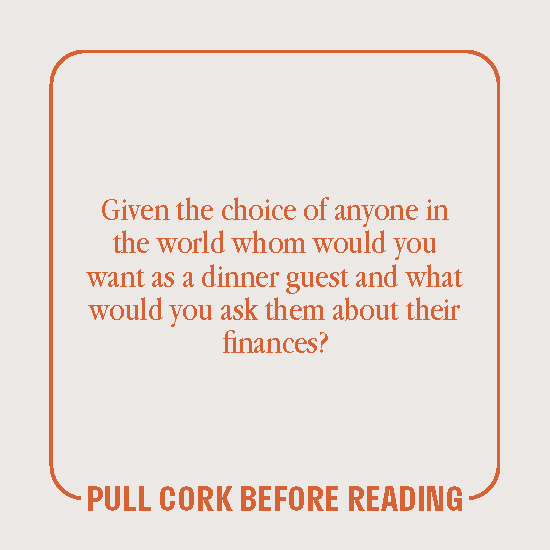 Given the choice of anyone in
the world whom would you
want as a dinner guest and what
would you ask them about their
finances?
PULL CORK BEFORE READING